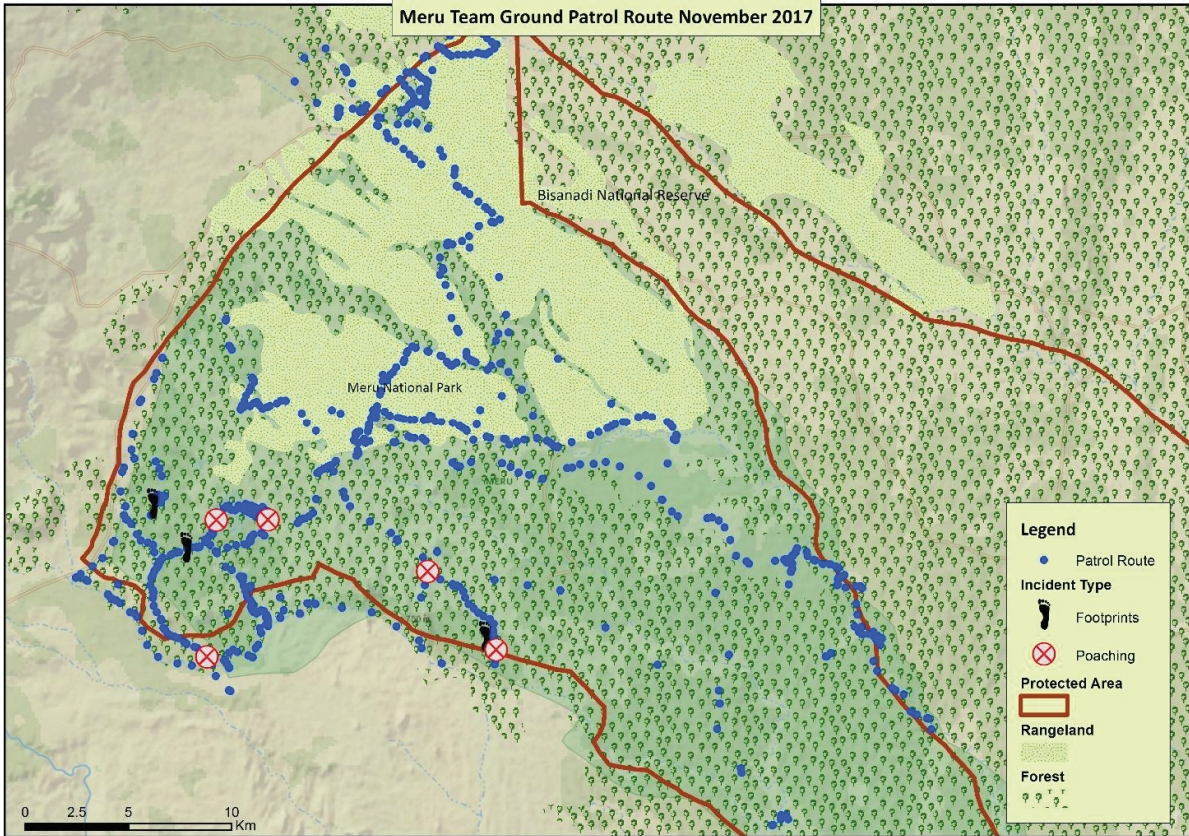 Meru Team Ground Patrol Route November 2017
Bisanadi National Reserve
Meru National Park
MERU
Legend
Patrol Route
Incident Type
Footprints
Poaching
Protected Area
Rangeland
Forest
0 2.5 5 10
Km